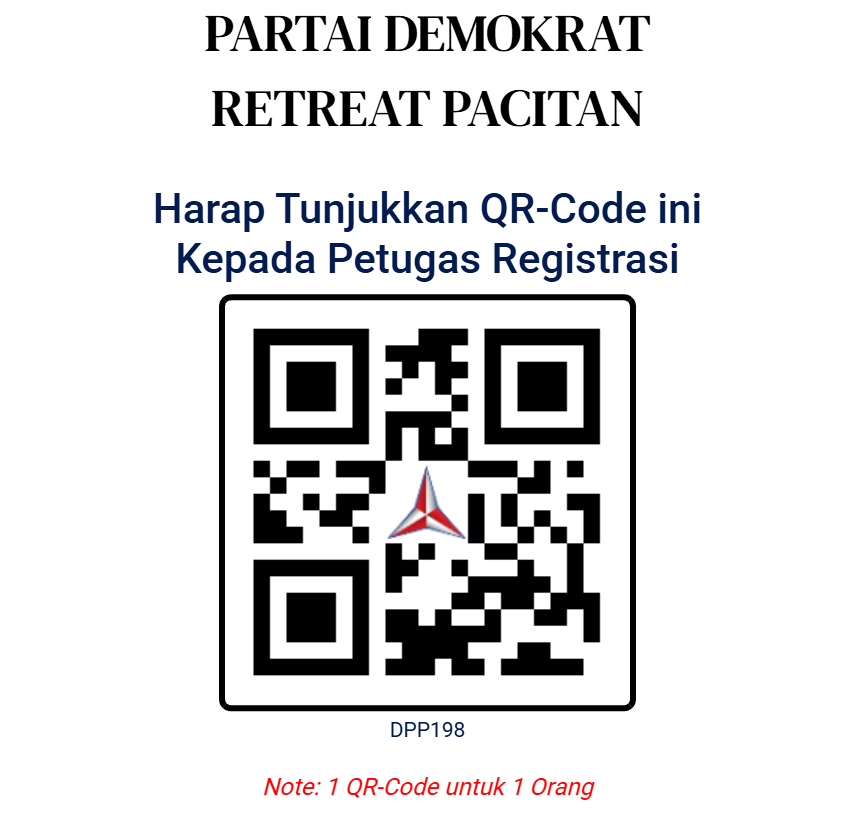 PARTAI DEMOKRAT
RETREAT PACITAN
Harap Tunjukkan QR-Code ini
Kepada Petugas Registrasi
DPP198
Note: 1 QR-Code untuk 1 Orang